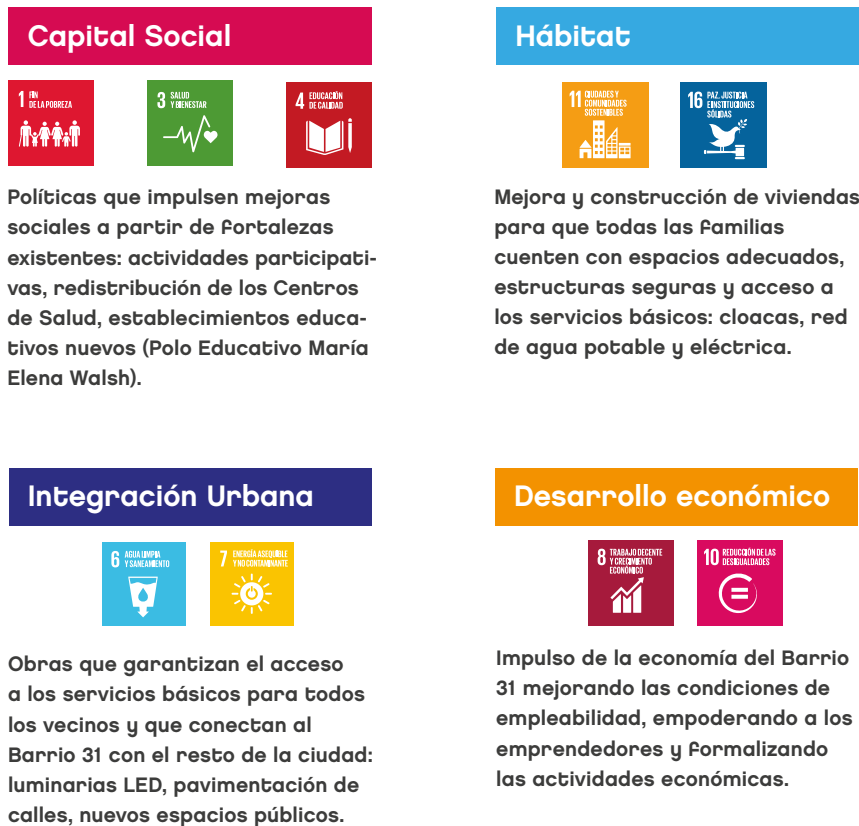 Capital Social
1 FIN
DE LA POBREZA
3 SALUD
Y BIENESTAR
4 EDUCACIÓN
DE CALIDAD
Políticas que impulsen mejoras
sociales a partir de fortalezas
existentes: actividades participati-
vas, redistribución de los Centros
de Salud, establecimientos educa-
tivos nuevos (Polo Educativo María
Elena Walsh).
Hábitat
11 CIUDADES Y
COMUNIDADES
SOSTENIBLES
16 PAZ, JUSTICIA
E INSTITUCIONES
SÓLIDAS
Mejora y construcción de viviendas
para que todas las familias
cuenten con espacios adecuados,
estructuras seguras y acceso a
los servicios básicos: cloacas, red
de agua potable y eléctrica.
Integración Urbana
6 AGUA LIMPIA
Y SANEAMIENTO
7 ENERGÍA ASEQUIBLE
Y NO CONTAMINANTE
Obras que garantizan el acceso
a los servicios básicos para todos
los vecinos y que conectan al
Barrio 31 con el resto de la ciudad:
luminarias LED, pavimentación de
calles, nuevos espacios públicos.
Desarrollo económico
8 TRABAJO DECENTE
Y CRECIMIENTO
ECONÓMICO
10 REDUCCIÓN DE LAS
DESIGUALDADES
Impulso de la economía del Barrio
31 mejorando las condiciones de
empleabilidad, empoderando a los
emprendedores y formalizando
las actividades económicas.